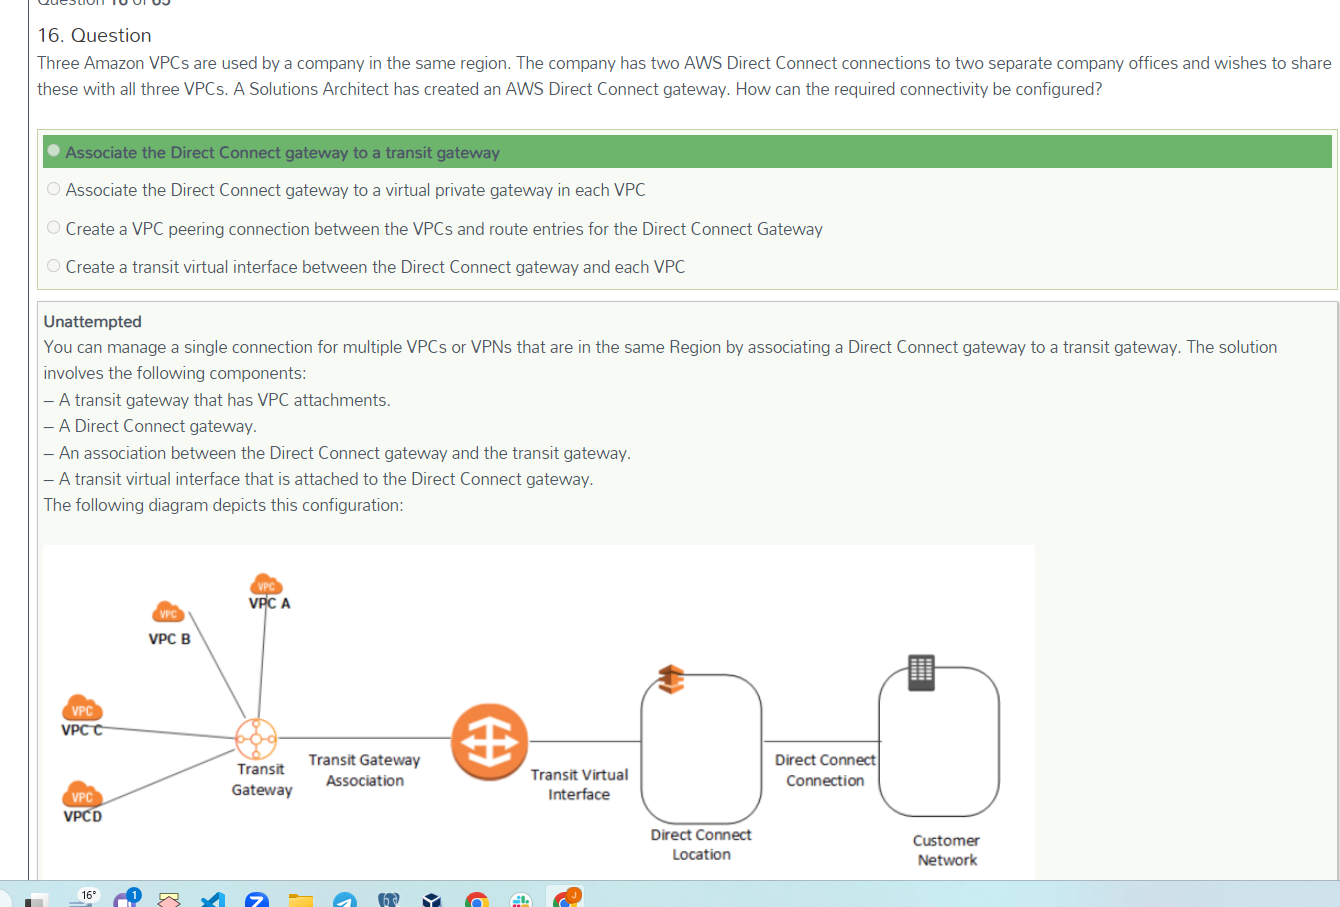 Question 16 of 65
16. Question
Three Amazon VPCs are used by a company in the same region. The company has two AWS Direct Connect connections to two separate company offices and wishes to share
these with all three VPCs. A Solutions Architect has created an AWS Direct Connect gateway. How can the required connectivity be configured?
Associate the Direct Connect gateway to a transit gateway
Associate the Direct Connect gateway to a virtual private gateway in each VPC
Create a VPC peering connection between the VPCs and route entries for the Direct Connect Gateway
Create a transit virtual interface between the Direct Connect gateway and each VPC
Unattempted
You can manage a single connection for multiple VPCs or VPNs that are in the same Region by associating a Direct Connect gateway to a transit gateway. The solution
involves the following components:
– A transit gateway that has VPC attachments.
– A Direct Connect gateway.
– An association between the Direct Connect gateway and the transit gateway.
– A transit virtual interface that is attached to the Direct Connect gateway.
The following diagram depicts this configuration:
VPC
VPC A
VPC
VPC B
VPC
VPC C
VPC
VPCD
Transit
Gateway
Transit Gateway
Association
Transit Virtual
Interface
Direct Connect
Location
Direct Connect
Connection
Customer
Network
16°
1
Z
J